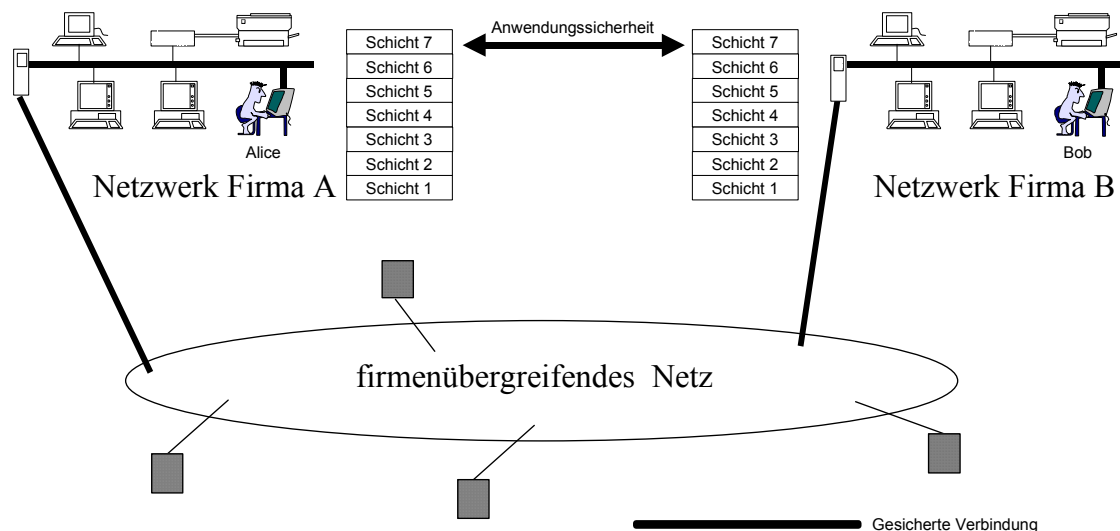 Anwendungssicherheit
Schicht 7
Schicht 6
Schicht 5
Schicht 4
Schicht 3
Schicht 2
Schicht 1
Schicht 7
Schicht 6
Schicht 5
Schicht 4
Schicht 3
Schicht 2
Schicht 1
Alice
Netzwerk Firma A
Bob
Netzwerk Firma B
firmenübergreifendes Netz
Gesicherte Verbindung